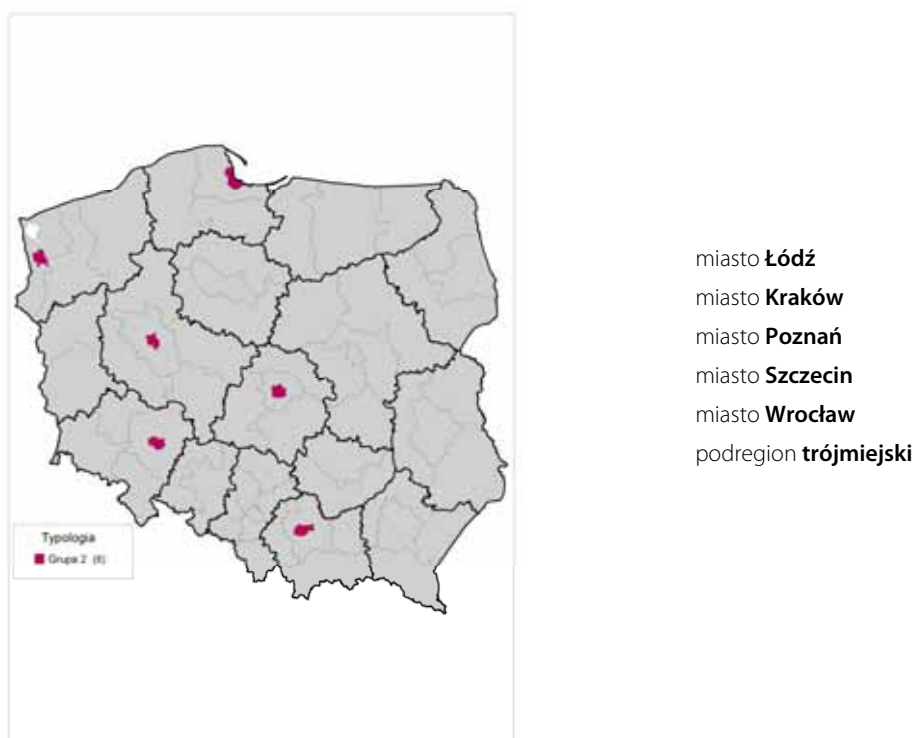 miasto Łódź
miasto Kraków
miasto Poznań
miasto Szczecin
miasto Wrocław
podregion trójmiejski
Typologia
Grupa 2 (6)